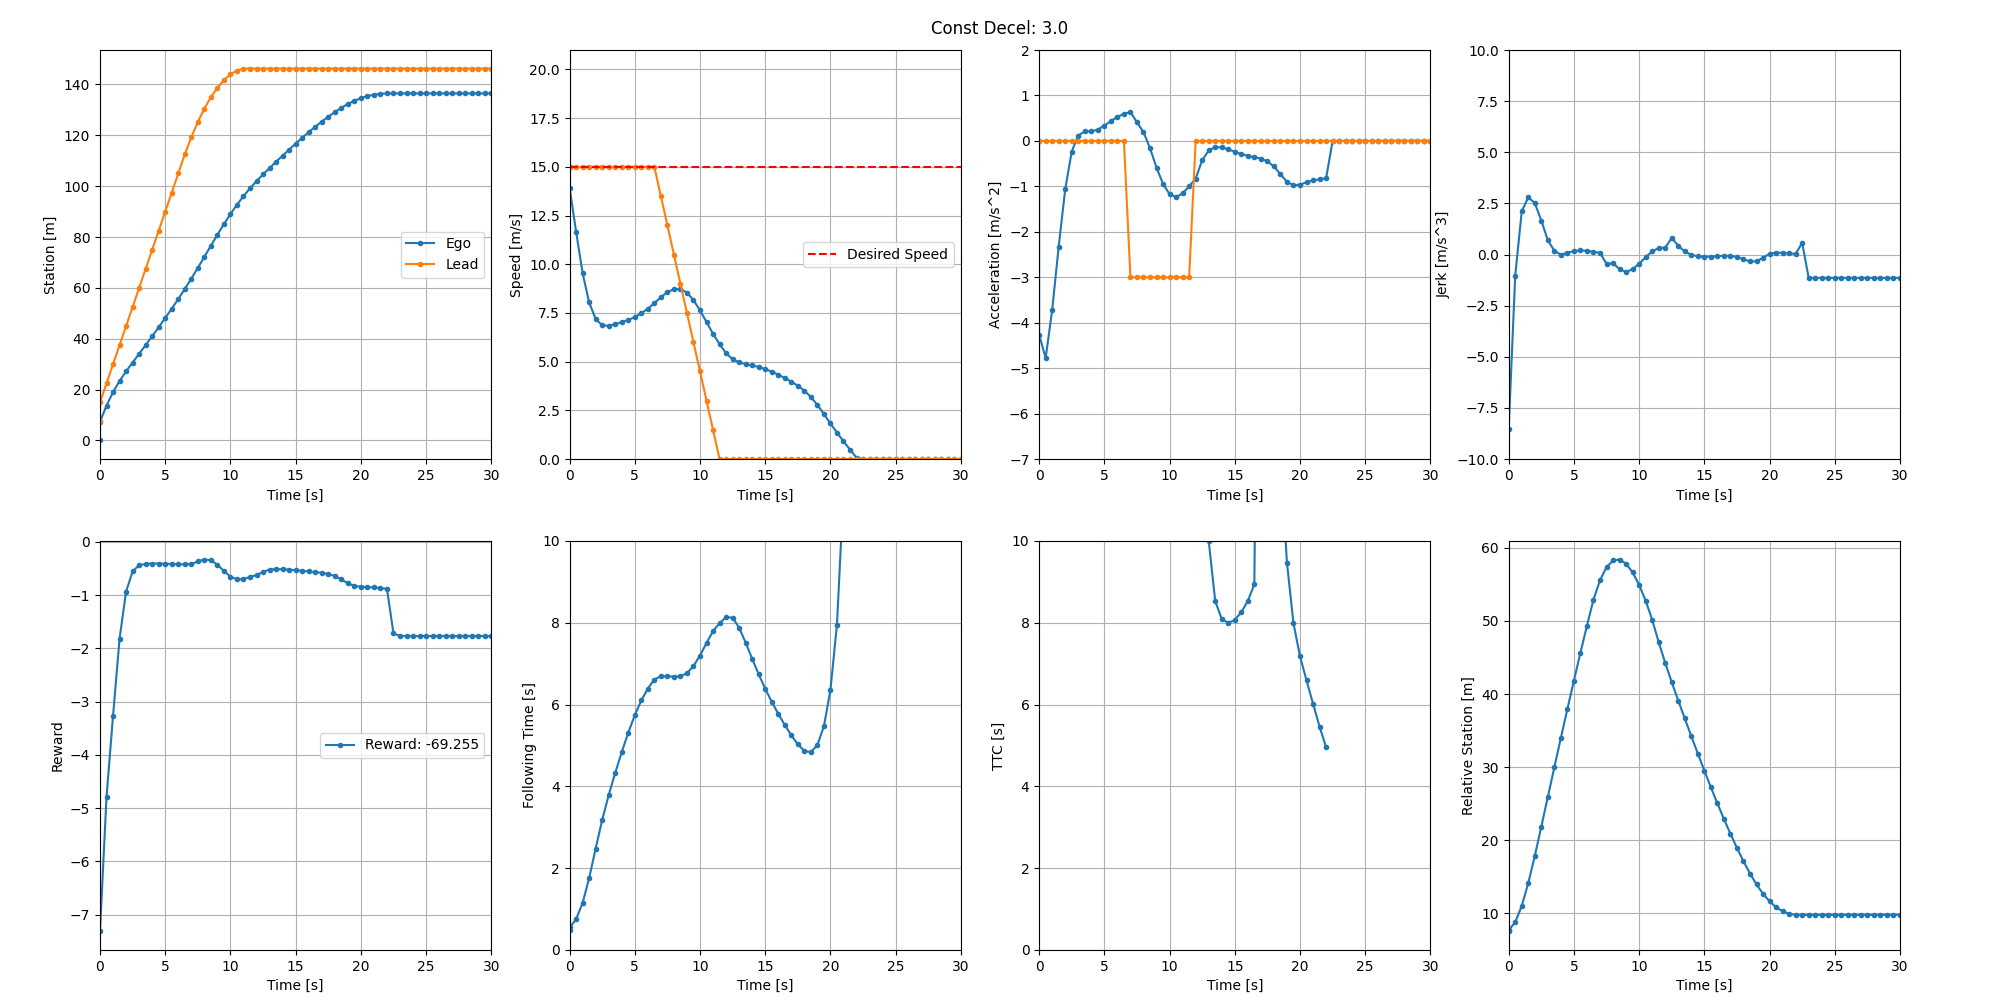 Const Decel: 3.0
Station [m]
140
120
100
80
60
40
20
0
Ego
Lead
0 5 10 15 20 25 30
Time [s]
Speed [m/s]
20.0
17.5
15.0
12.5
10.0
7.5
5.0
2.5
0.0
Desired Speed
0 5 10 15 20 25 30
Time [s]
Acceleration [m/s^2]
2
1
0
−1
−2
−3
−4
−5
−6
−7
0 5 10 15 20 25 30
Time [s]
Jerk [m/s^3]
10.0
7.5
5.0
2.5
0.0
−2.5
−5.0
−7.5
−10.0
0 5 10 15 20 25 30
Time [s]
Reward
0
−1
−2
−3
−4
−5
−6
−7
Reward: -69.255
0 5 10 15 20 25 30
Time [s]
Following Time [s]
10
8
6
4
2
0
0 5 10 15 20 25 30
Time [s]
TTC [s]
10
8
6
4
2
0
0 5 10 15 20 25 30
Time [s]
Relative Station [m]
60
50
40
30
20
10
0 5 10 15 20 25 30
Time [s]